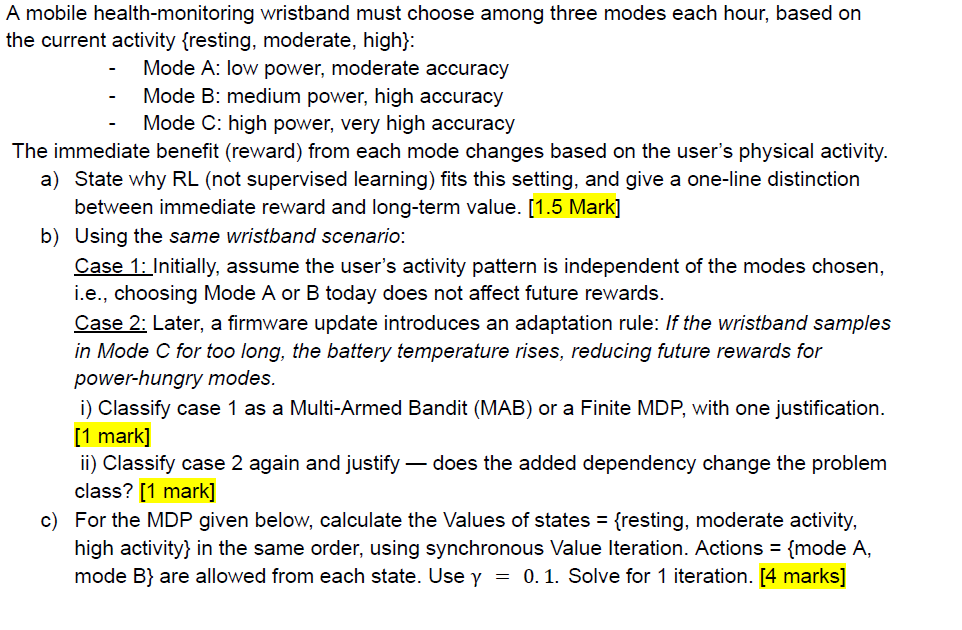 A mobile health-monitoring wristband must choose among three modes each hour, based on
the current activity {resting, moderate, high}:
- Mode A: low power, moderate accuracy
- Mode B: medium power, high accuracy
- Mode C: high power, very high accuracy
The immediate benefit (reward) from each mode changes based on the user's physical activity.
a) State why RL (not supervised learning) fits this setting, and give a one-line distinction
between immediate reward and long-term value. [1.5 Mark]
b) Using the same wristband scenario:
Case 1: Initially, assume the user's activity pattern is independent of the modes chosen,
i.e., choosing Mode A or B today does not affect future rewards.
Case 2: Later, a firmware update introduces an adaptation rule: If the wristband samples
in Mode C for too long, the battery temperature rises, reducing future rewards for
power-hungry modes.
i) Classify case 1 as a Multi-Armed Bandit (MAB) or a Finite MDP, with one justification.
[1 mark]
ii) Classify case 2 again and justify — does the added dependency change the problem
class? [1 mark]
c) For the MDP given below, calculate the Values of states = {resting, moderate activity,
high activity} in the same order, using synchronous Value Iteration. Actions = {mode A,
mode B} are allowed from each state. Use γ = 0.1. Solve for 1 iteration. [4 marks]